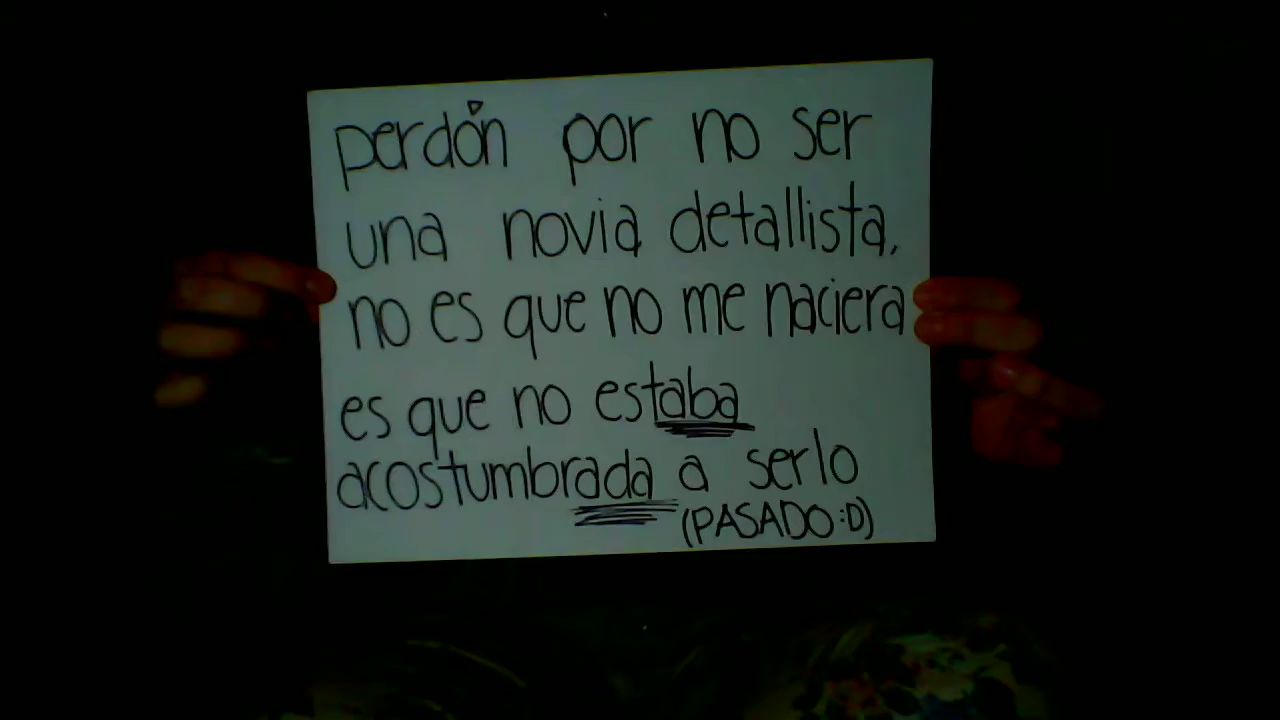 perdón por no ser
una novia detallista,
no es que no me naciera
es que no estaba
acostumbrada a serlo
(PASADO:D)